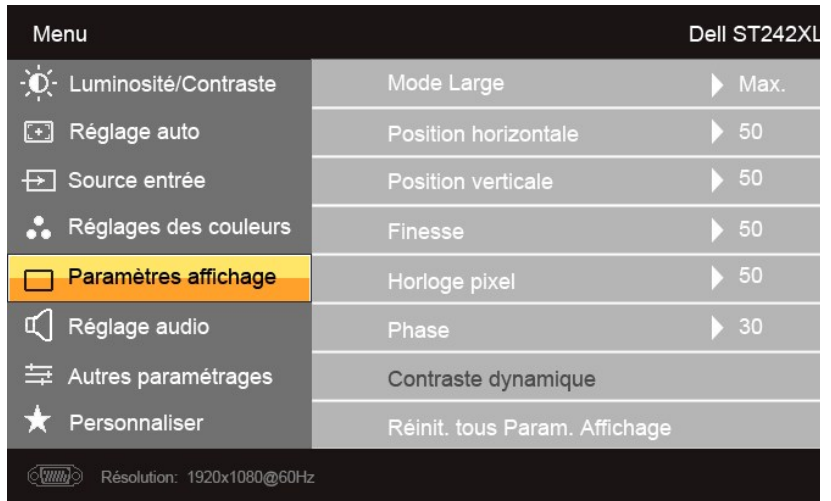 Menu
Dell ST242XL
Luminosité/Contraste
Mode Large
Max.
Réglage auto
Position horizontale
50
Source entrée
Position verticale
50
Réglages des couleurs
Finesse
50
Paramètres affichage
Horloge pixel
50
Réglage audio
Phase
30
Autres paramétrages
Contraste dynamique
Personnaliser
Réinit. tous Param. Affichage
Résolution: 1920x1080@60Hz